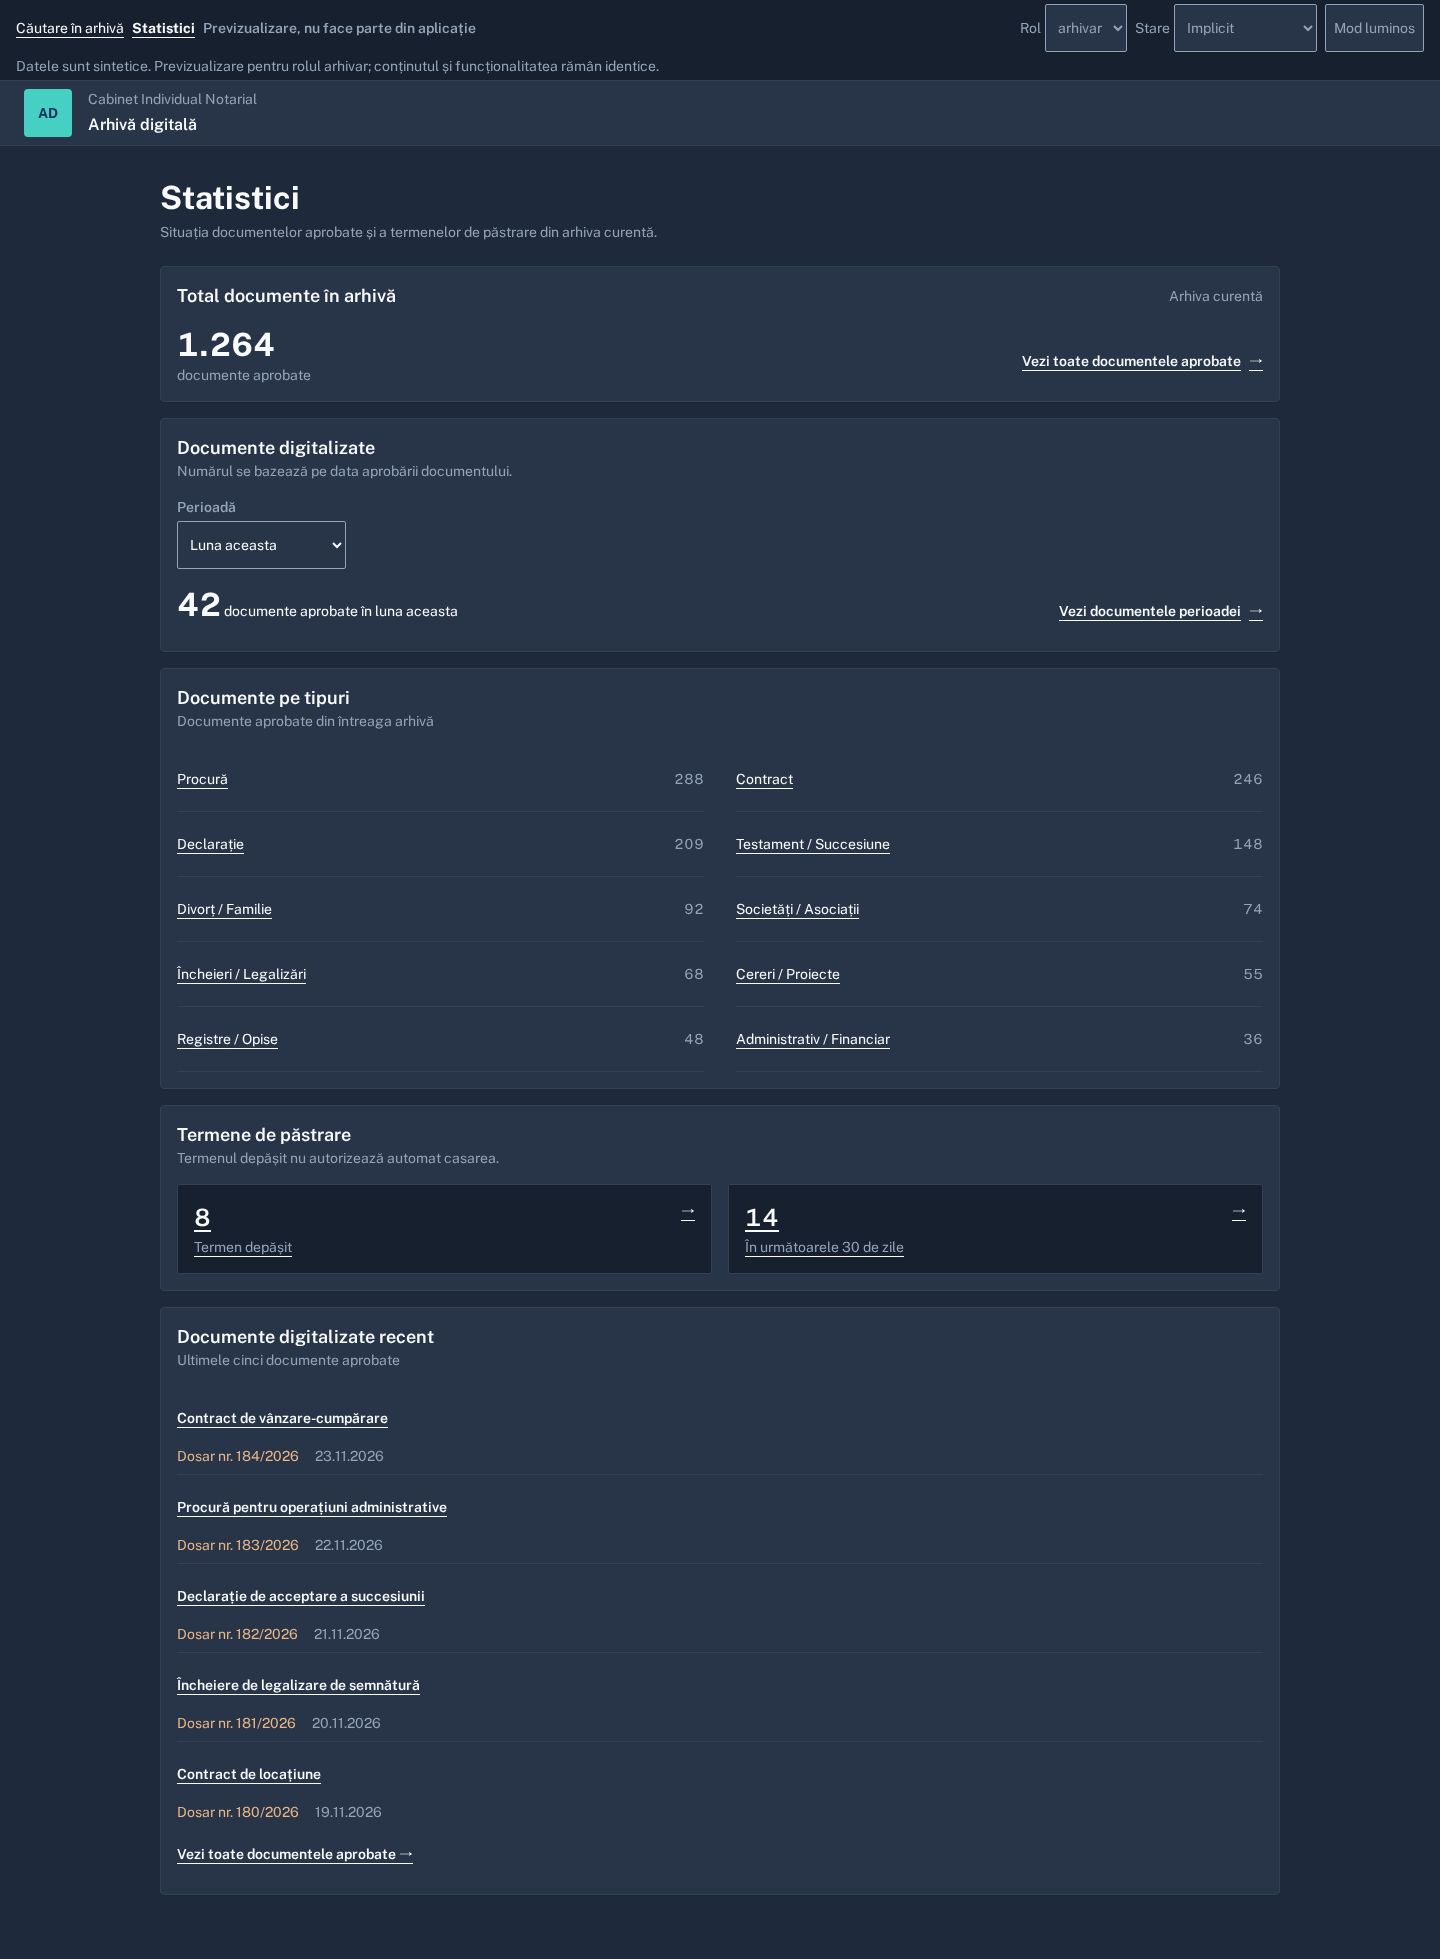 Căutare în arhivă Statistici Previzualizare, nu face parte din aplicație Rol arhivar Stare Implicit Mod luminos
Datele sunt sintetice. Previzualizare pentru rolul arhivar; conținutul și funcționalitatea rămân identice.
AD
Cabinet Individual Notarial
Arhivă digitală
Statistici
Situația documentelor aprobate și a termenelor de păstrare din arhiva curentă.
Total documente în arhivă Arhiva curentă
1.264
documente aprobate
Vezi toate documentele aprobate →
Documente digitalizate
Numărul se bazează pe data aprobării documentului.
Perioadă
Luna aceasta
42 documente aprobate în luna aceasta Vezi documentele perioadei →
Documente pe tipuri
Documente aprobate din întreaga arhivă
Procură 288 Contract 246
Declarație 209 Testament / Succesiune 148
Divorț / Familie 92 Societăți / Asociații 74
Încheieri / Legalizări 68 Cereri / Proiecte 55
Registre / Opise 48 Administrativ / Financiar 36
Termene de păstrare
Termenul depășit nu autorizează automat casarea.
8 → 14 →
Termen depășit În următoarele 30 de zile
Documente digitalizate recent
Ultimele cinci documente aprobate
Contract de vânzare-cumpărare
Dosar nr. 184/2026 23.11.2026
Procură pentru operațiuni administrative
Dosar nr. 183/2026 22.11.2026
Declarație de acceptare a succesiunii
Dosar nr. 182/2026 21.11.2026
Încheiere de legalizare de semnătură
Dosar nr. 181/2026 20.11.2026
Contract de locațiune
Dosar nr. 180/2026 19.11.2026
Vezi toate documentele aprobate →